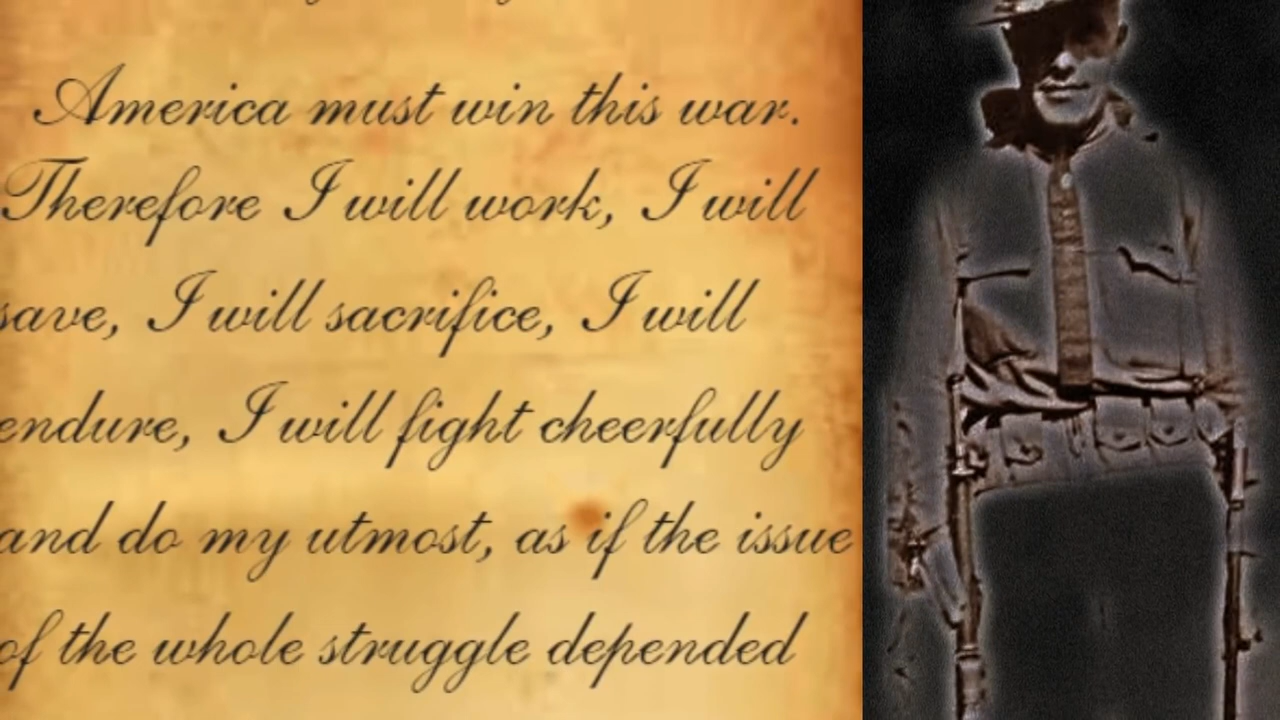 America must win this war.
Therefore I will work, I will
save, I will sacrifice, I will
endure, I will fight cheerfully
and do my utmost, as if the issue
of the whole struggle depended